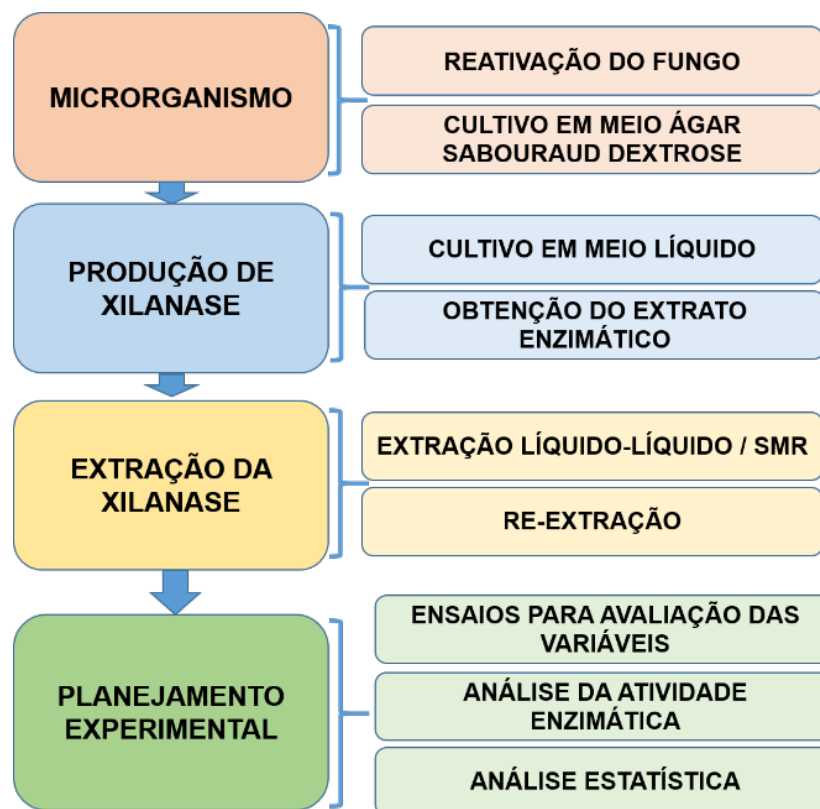 MICRORGANISMO
REATIVAÇÃO DO FUNGO
CULTIVO EM MEIO ÁGAR
SABOURAUD DEXTROSE
PRODUÇÃO DE
XILANASE
CULTIVO EM MEIO LÍQUIDO
OBTENÇÃO DO EXTRATO
ENZIMÁTICO
EXTRAÇÃO DA
XILANASE
EXTRAÇÃO LÍQUIDO-LÍQUIDO / SMR
RE-EXTRAÇÃO
PLANEJAMENTO
EXPERIMENTAL
ENSAIOS PARA AVALIAÇÃO DAS
VARIÁVEIS
ANÁLISE DA ATIVIDADE
ENZIMÁTICA
ANÁLISE ESTATÍSTICA